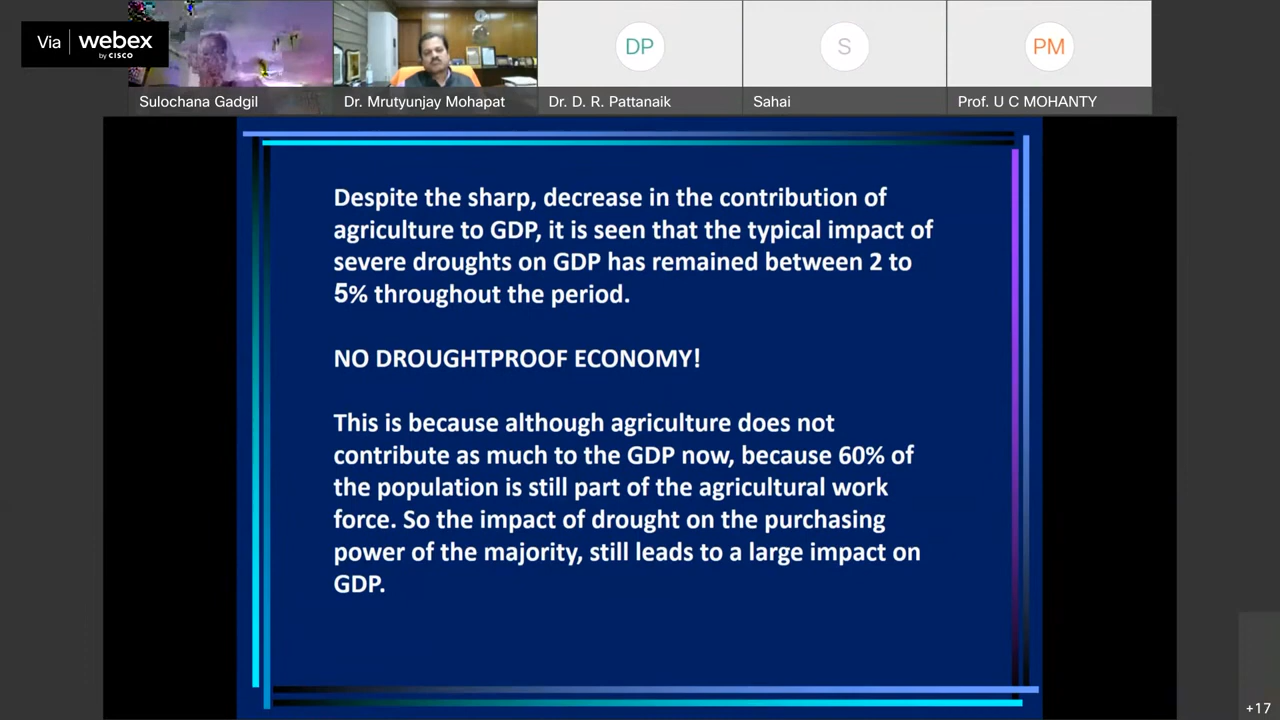 Via webex
by CISCO
Sulochana Gadgil
Dr. Mrutyunjay Mohapat
DP
Dr. D. R. Pattanaik
S
Sahai
PM
Prof. U C MOHANTY
Despite the sharp, decrease in the contribution of
agriculture to GDP, it is seen that the typical impact of
severe droughts on GDP has remained between 2 to
5% throughout the period.
NO DROUGHTPROOF ECONOMY!
This is because although agriculture does not
contribute as much to the GDP now, because 60% of
the population is still part of the agricultural work
force. So the impact of drought on the purchasing
power of the majority, still leads to a large impact on
GDP.
+17